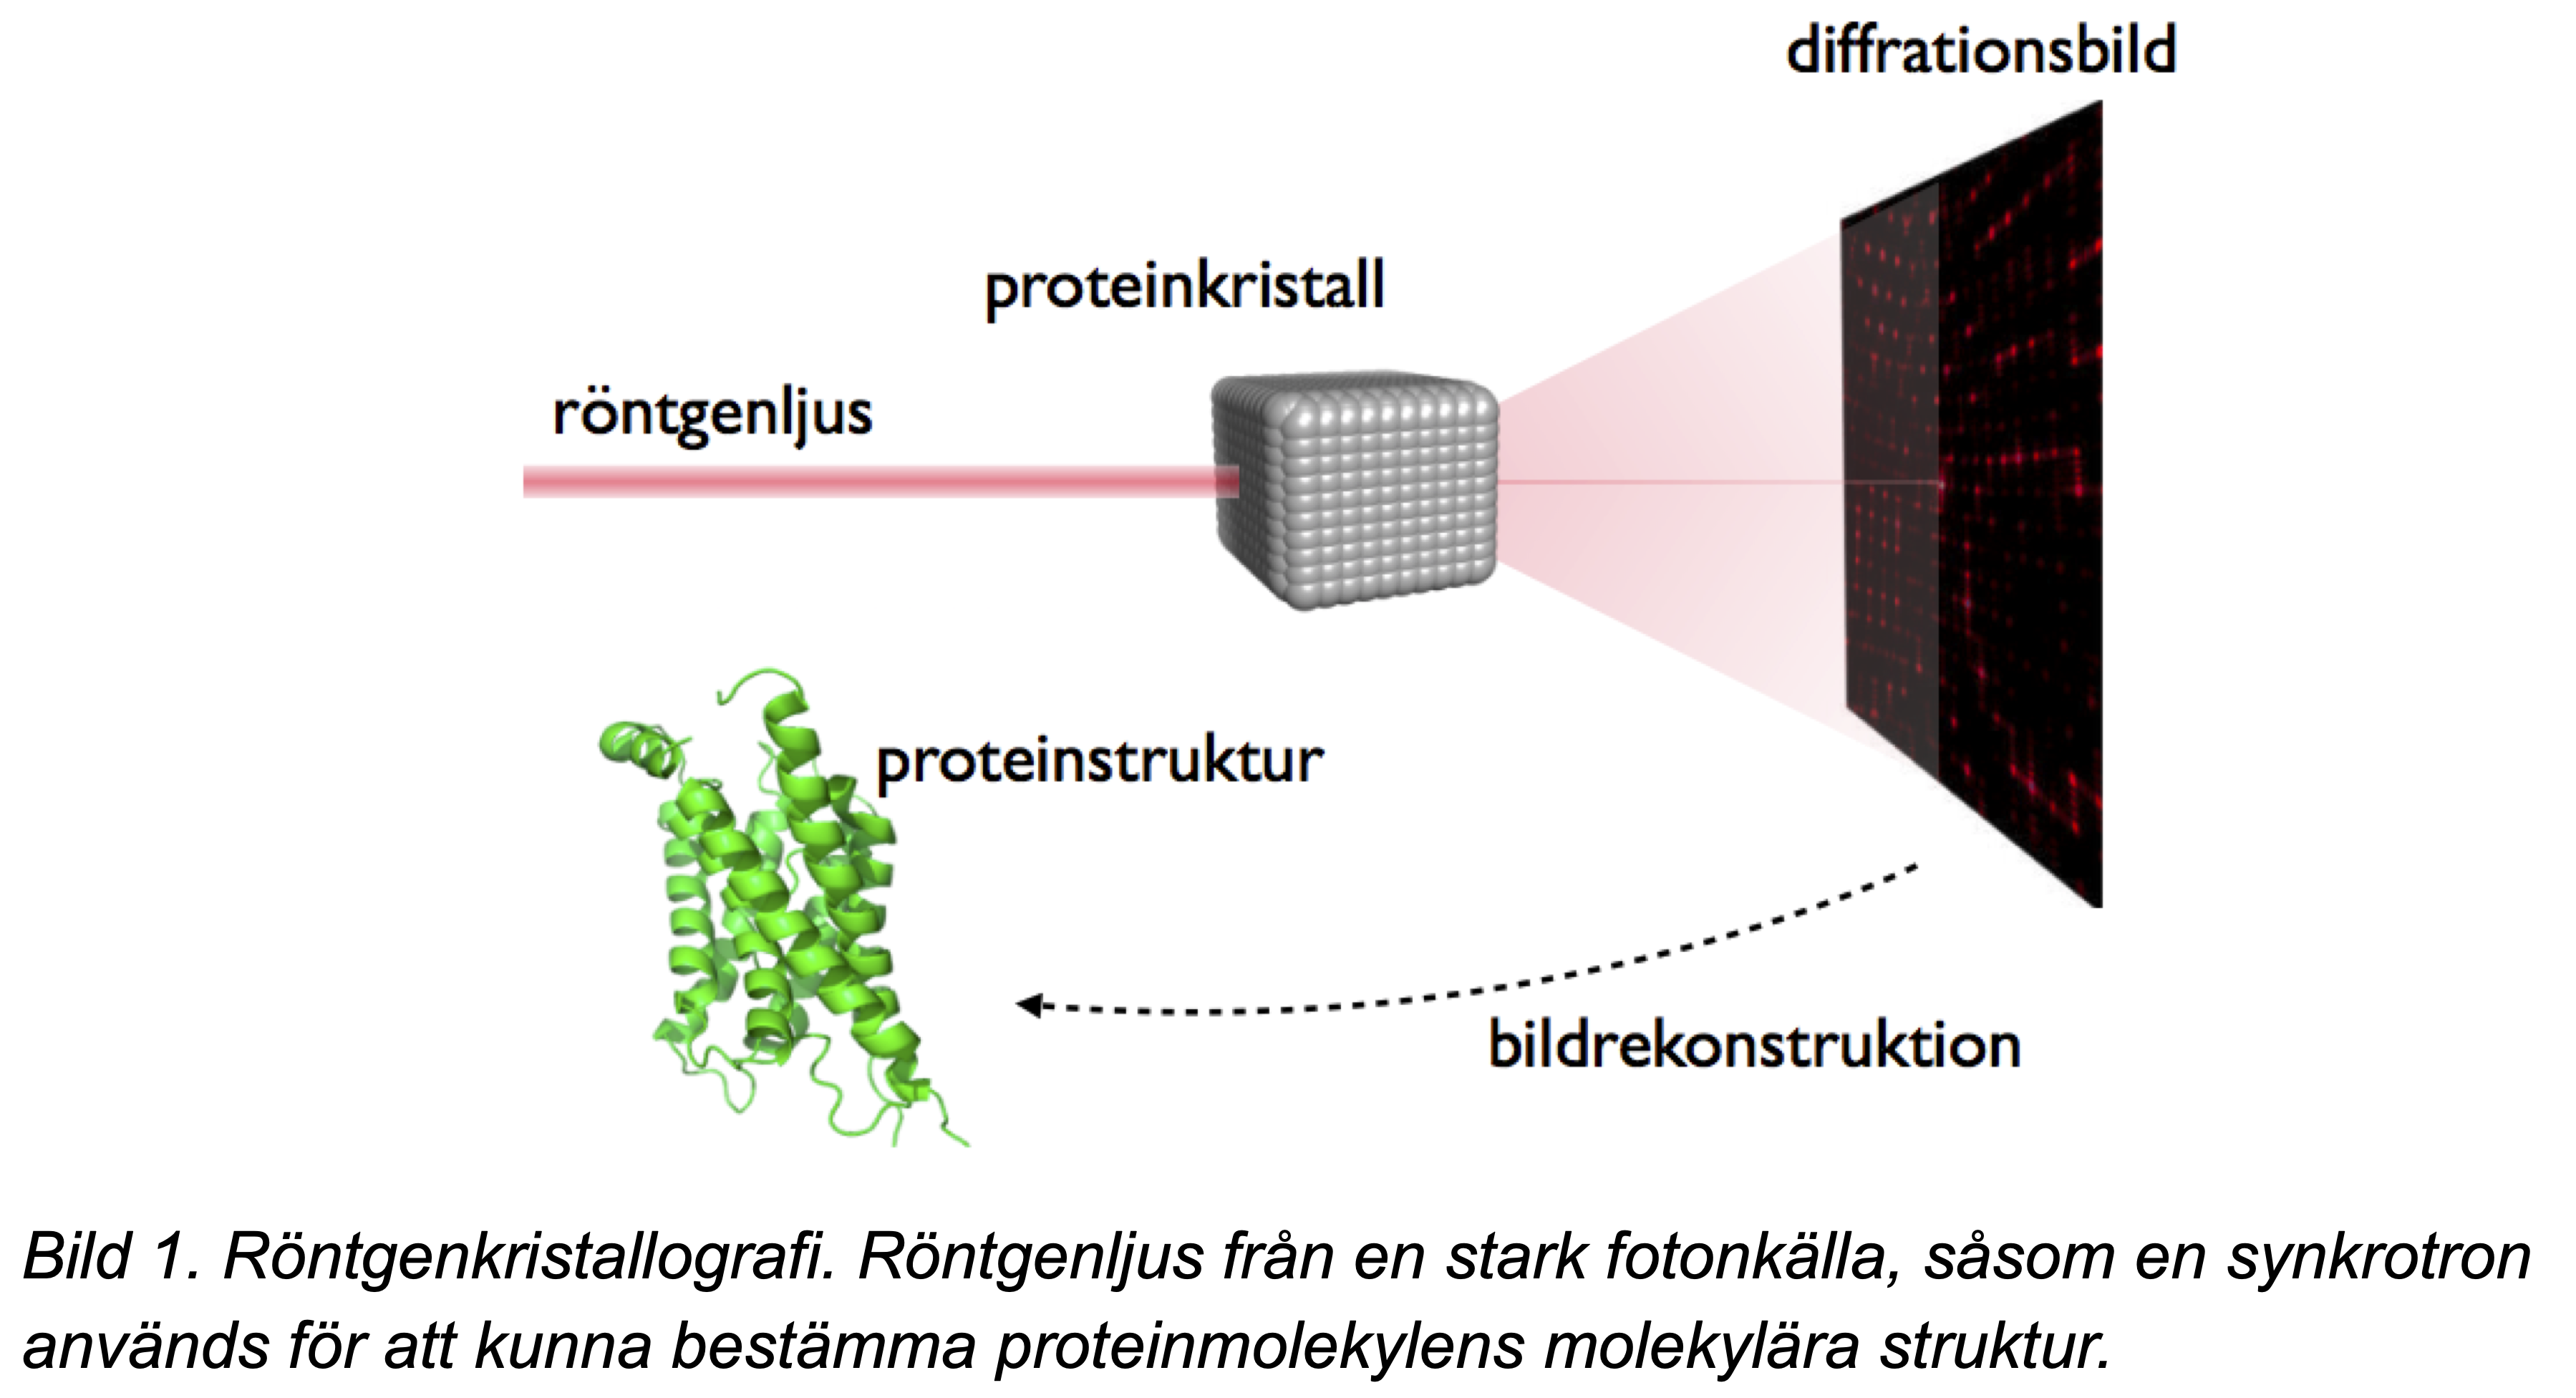 diffrationsbild
proteinkristall
röntgenljus
proteinstruktur
bildrekonstruktion
Bild 1. Röntgenkristallografi. Röntgenljus från en stark fotonkälla, såsom en synkrotron
används för att kunna bestämma proteinmolekylens molekylära struktur.